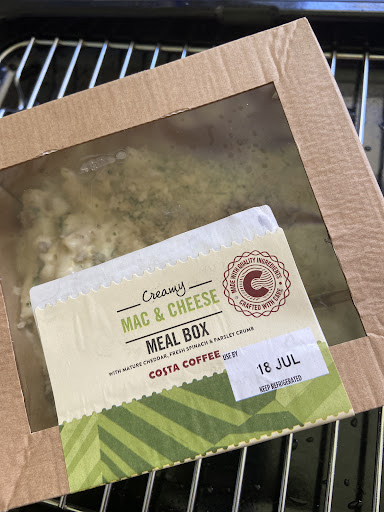 Creamy
MAC & CHEESE
MEAL BOX
WITH MATURE CHEDDAR, FRESH SPINACH & PARSLEY CRUMB
COSTA COFFEE
MADE WITH QUALITY INGREDIENTS
CRAFTED WITH CARE
USE BY
18 JUL
KEEP REFRIGERATED